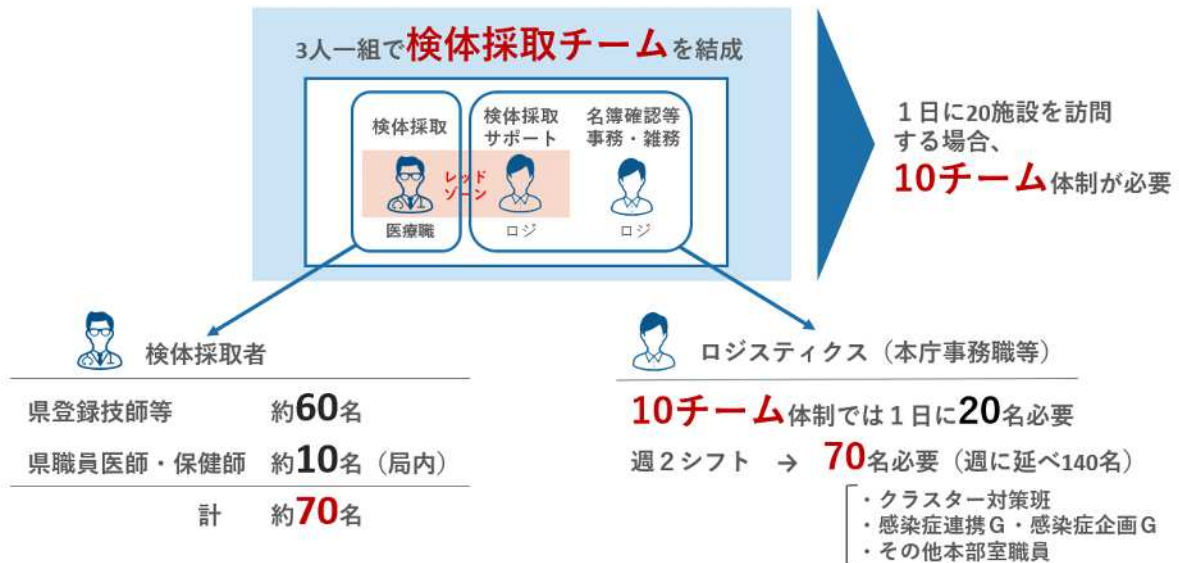 3人一組で検体採取チームを結成
検体採取
検体採取
サポート
名簿確認等
事務・雑務
レッド
ゾーン
医療職
ロジ
ロジ
1日に20施設を訪問
する場合、
10チーム体制が必要
検体採取者
県登録技師等 約60名
県職員医師・保健師 約10名（局内）
計 約70名
ロジスティクス（本庁事務職等）
10チーム体制では1日に20名必要
週2シフト → 70名必要（週に延べ140名）
・クラスター対策班
・感染症連携G・感染症企画G
・その他本部室職員